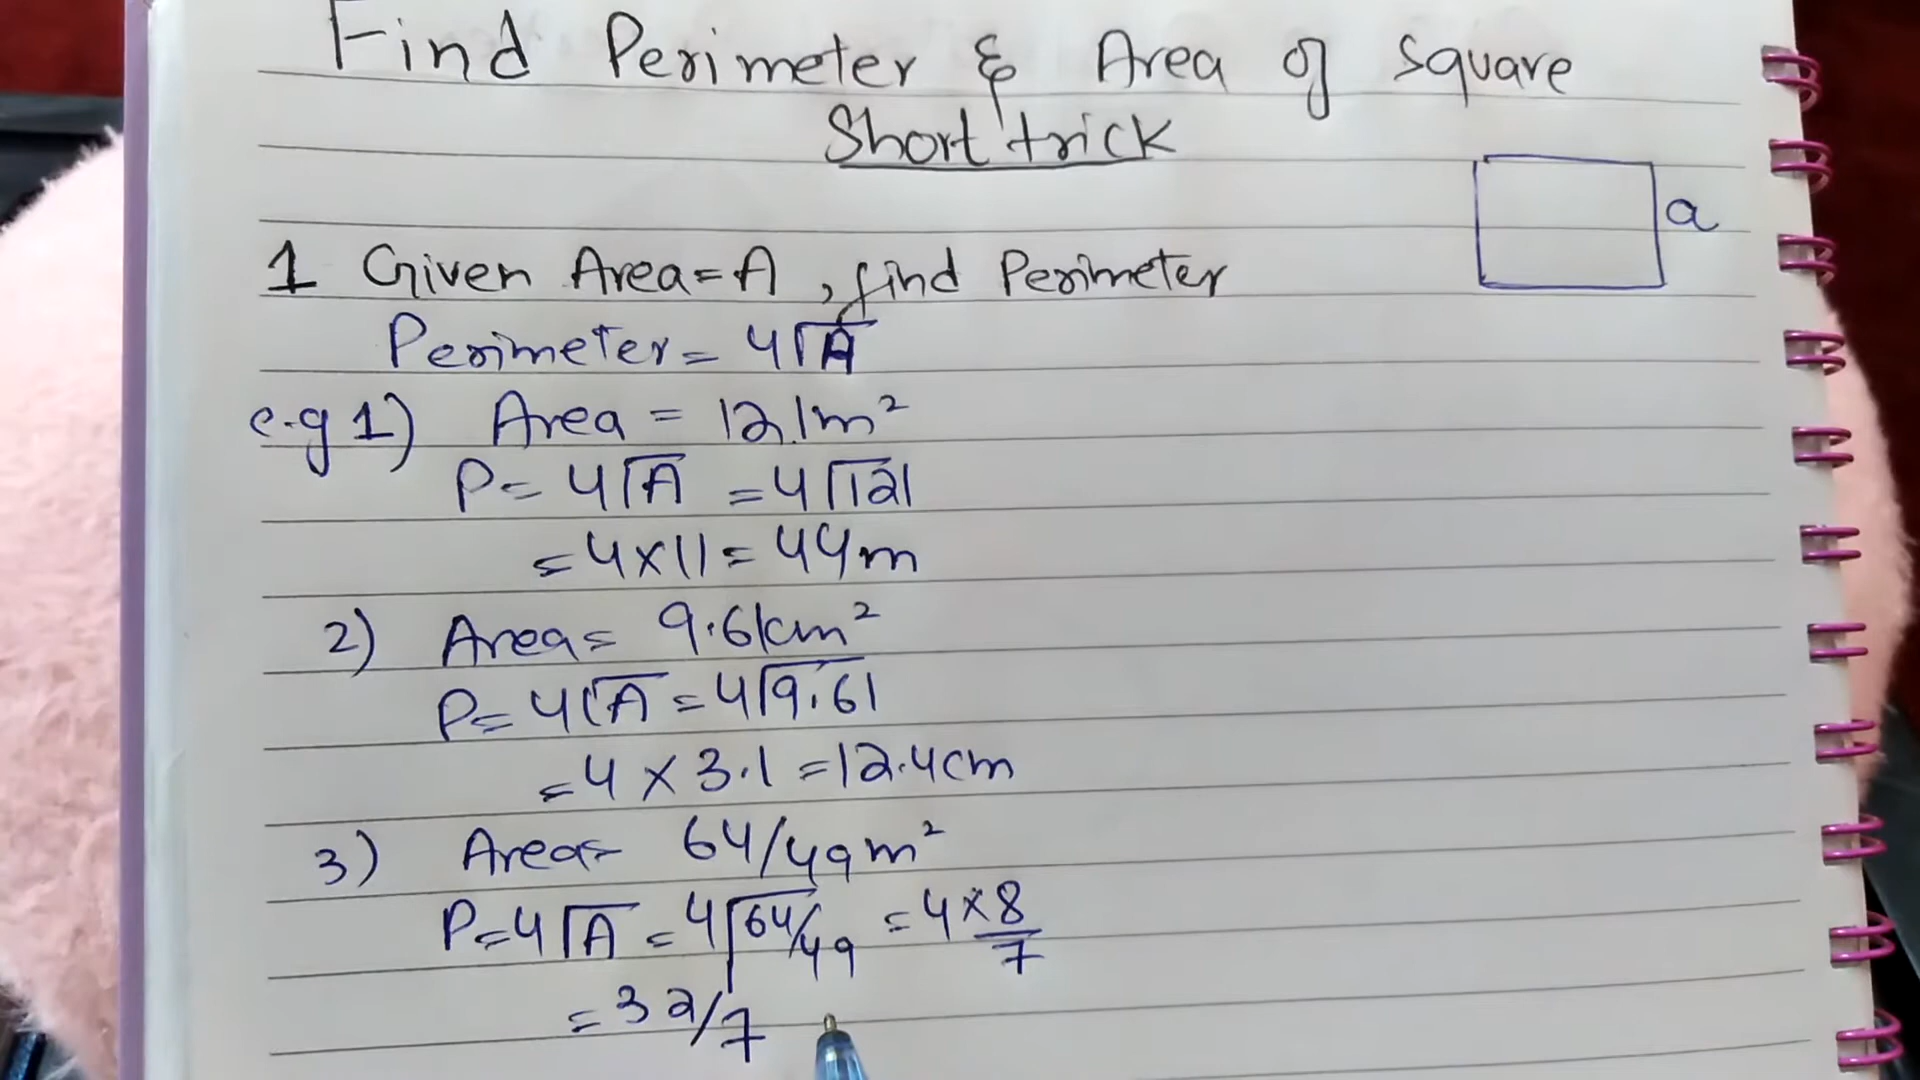 Find Perimeter & Area of square
Short trick
a
1 Given Area = A , find Perimeter
Perimeter = 4√A
e.g 1) Area = 121m²
P = 4√A = 4√121
= 4×11 = 44m
2) Area = 9.61cm²
P = 4√A = 4√9.61
= 4 × 3.1 = 12.4cm
3) Area = 64/49m²
P = 4√A = 4√64/49 = 4×8/7
= 32/7